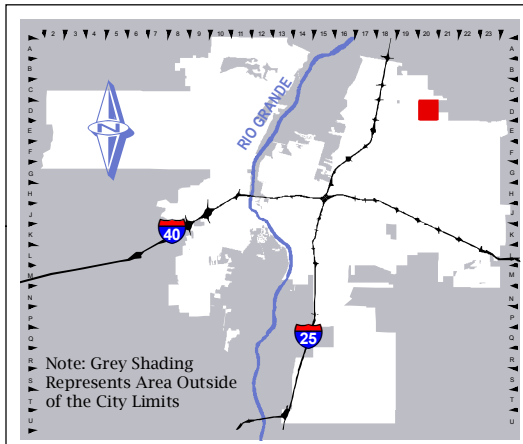 2 3 4 5 6 7 8 9 10 11 12 13 14 15 16 17 18 19 20 21 22 23
A A
B B
C C
D D
E E
F F
G G
H H
J J
K K
L L
M M
N N
P P
Q Q
R R
S S
T T
U U
N
RIO GRANDE
40
25
Note: Grey Shading
Represents Area Outside
of the City Limits